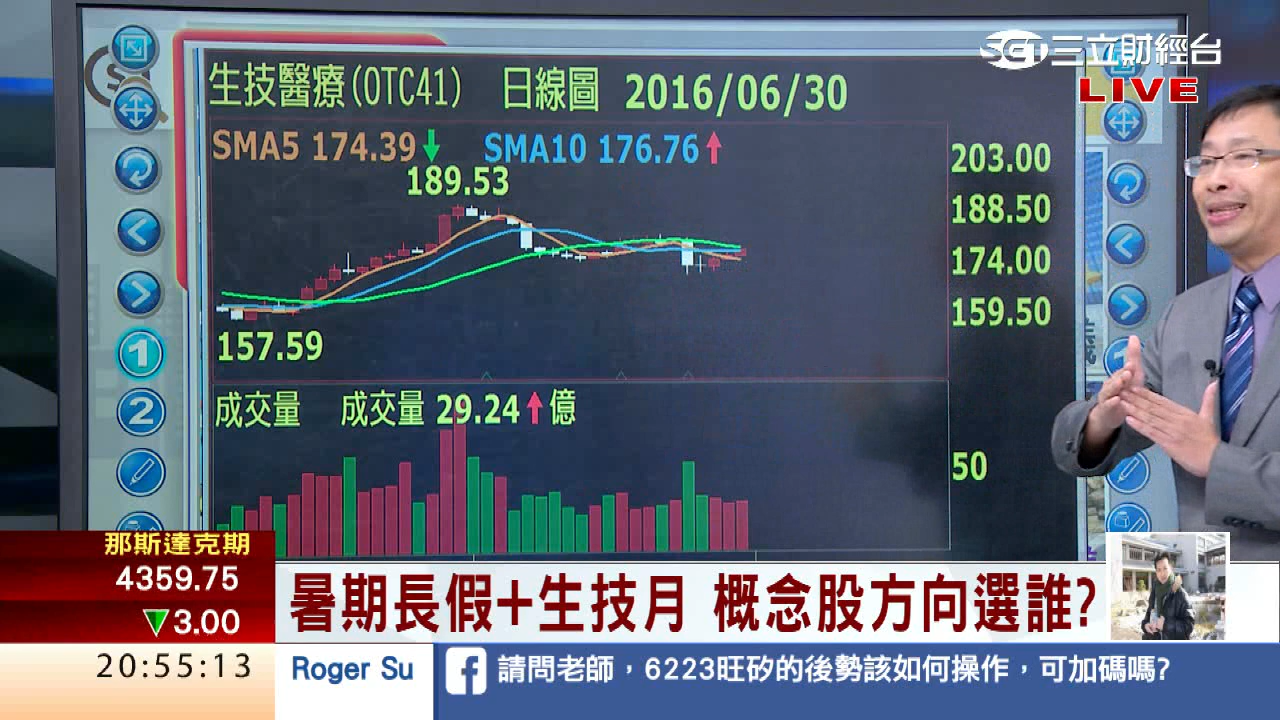 SGT三立財經台
LIVE
生技醫療(OTC41) 日線圖 2016/06/30
SMA5 174.39↓ SMA10 176.76↑
189.53
203.00
188.50
174.00
159.50
157.59
成交量 成交量 29.24↑億
50
1
2
那斯達克期
4359.75
▼3.00
暑期長假+生技月 概念股方向選誰?
20:55:13
Roger Su
f 請問老師，6223旺矽的後勢該如何操作，可加碼嗎?